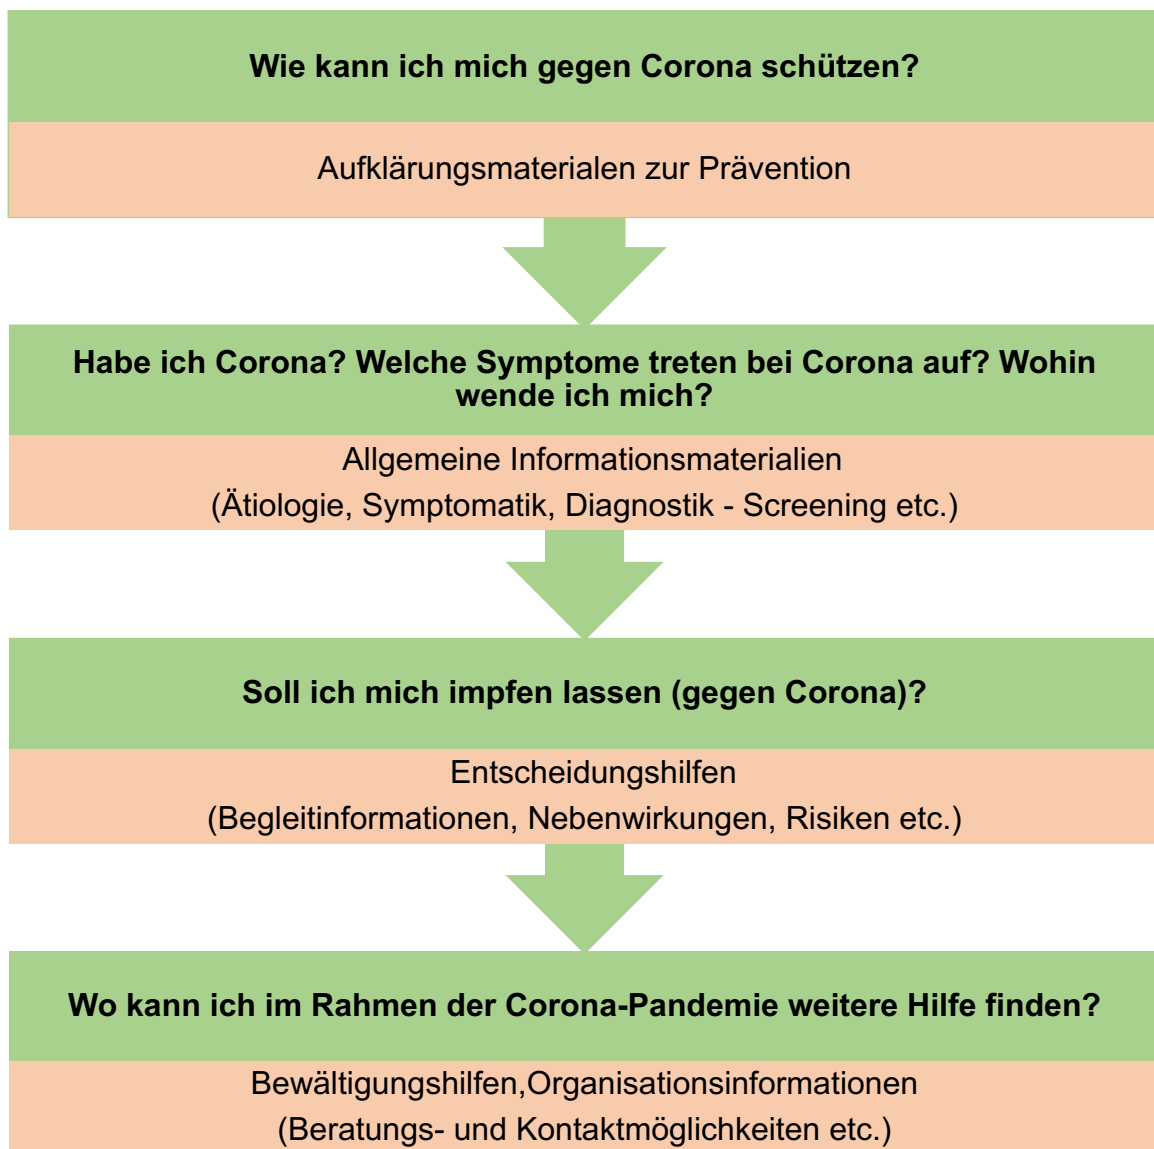 Wie kann ich mich gegen Corona schützen?
Aufklärungsmaterialen zur Prävention
Habe ich Corona? Welche Symptome treten bei Corona auf? Wohin
wende ich mich?
Allgemeine Informationsmaterialien
(Ätiologie, Symptomatik, Diagnostik - Screening etc.)
Soll ich mich impfen lassen (gegen Corona)?
Entscheidungshilfen
(Begleitinformationen, Nebenwirkungen, Risiken etc.)
Wo kann ich im Rahmen der Corona-Pandemie weitere Hilfe finden?
Bewältigungshilfen,Organisationsinformationen
(Beratungs- und Kontaktmöglichkeiten etc.)